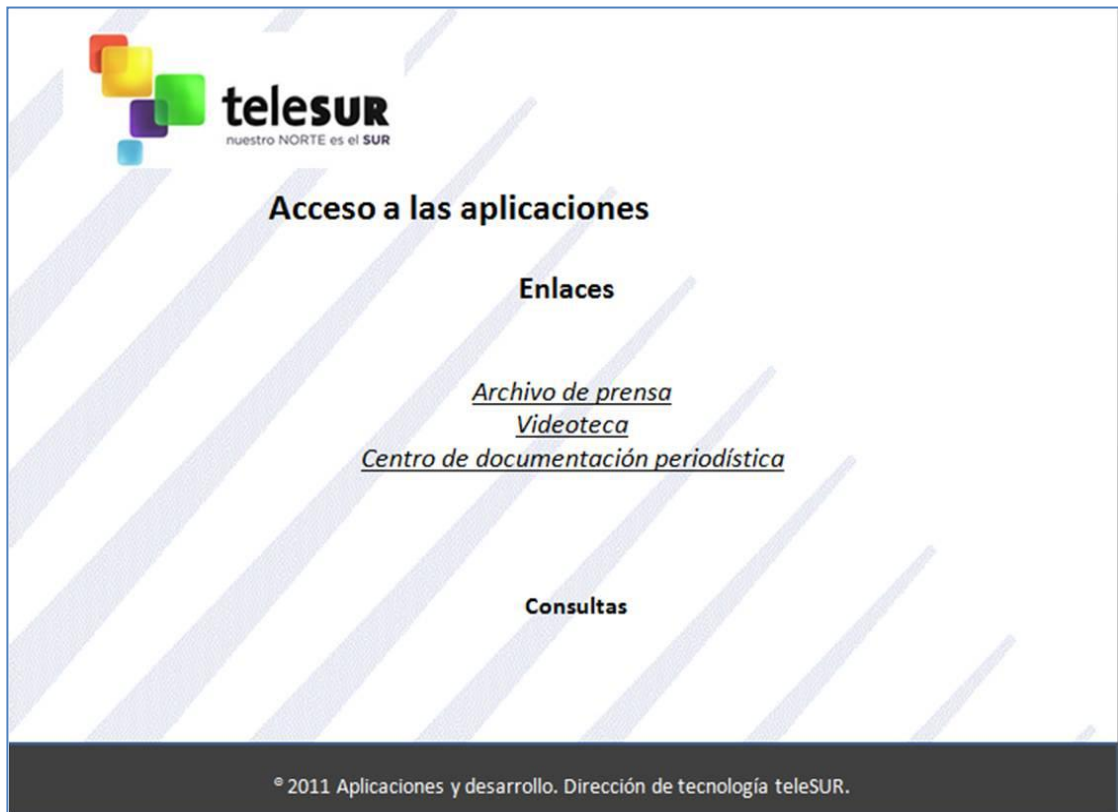 teleSUR
nuestro NORTE es el SUR
Acceso a las aplicaciones
Enlaces
Archivo de prensa
Videoteca
Centro de documentación periodística
Consultas
© 2011 Aplicaciones y desarrollo. Dirección de tecnología teleSUR.